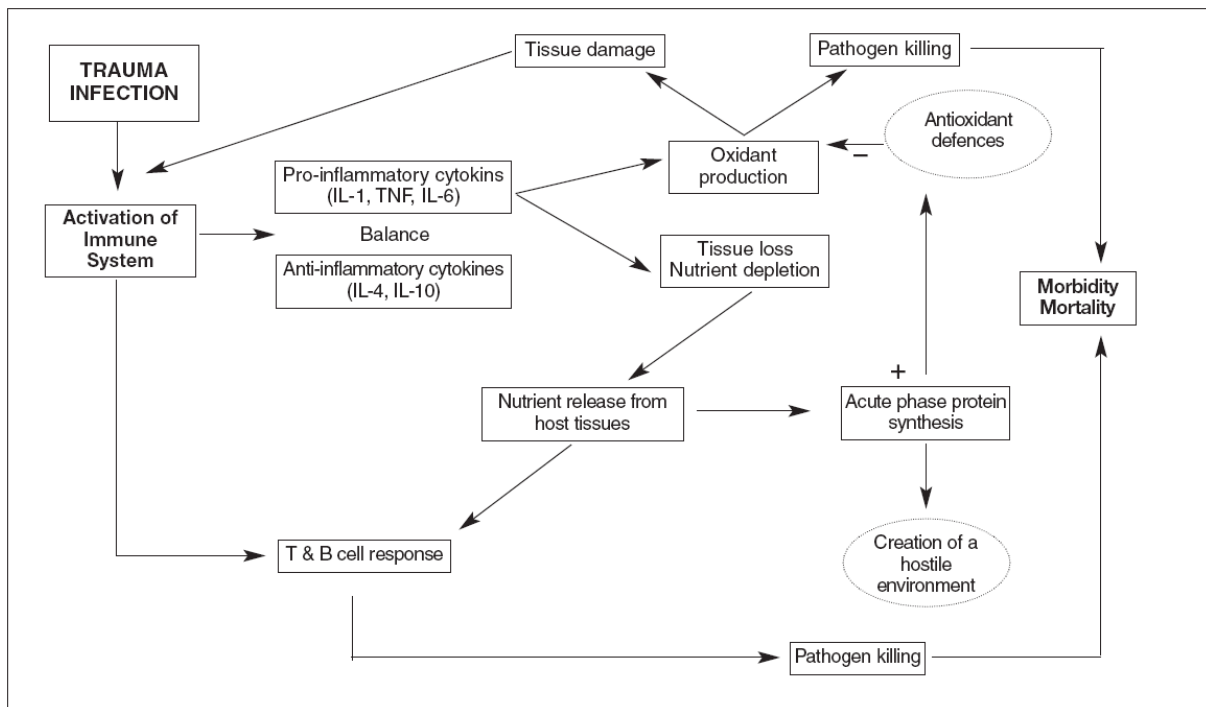 TRAUMA
INFECTION
Tissue damage
Pathogen killing
Antioxidant
defences
Oxidant
production
−
Pro-inflammatory cytokins
(IL-1, TNF, IL-6)
Activation of
Immune
System
Balance
Anti-inflammatory cytokines
(IL-4, IL-10)
Tissue loss
Nutrient depletion
Morbidity
Mortality
+
Nutrient release from
host tissues
Acute phase protein
synthesis
T & B cell response
Creation of a
hostile
environment
Pathogen killing